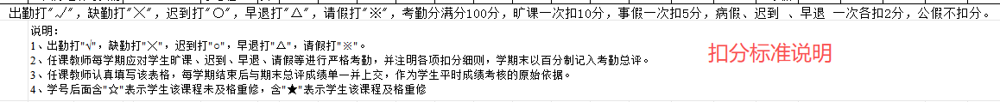 出勤打"√"，缺勤打"╳"，迟到打"○"，早退打"△"，请假打"※"，考勤分满分100分，旷课一次扣10分，事假一次扣5分，病假、迟到 、早退 一次各扣2分，公假不扣分。
说明：
1、出勤打"√"，缺勤打"╳"，迟到打"○"，早退打"△"，请假打"※"。
2、任课教师每学期应对学生旷课、迟到、早退、请假等进行严格考勤，并注明各项扣分细则，学期末以百分制记入考勤总评。
扣分标准说明
3、任课教师认真填写该表格，每学期结束后与期末总评成绩单一并上交，作为学生平时成绩考核的原始依据。
4、学号后面含"☆"表示学生该课程未及格重修，含"★"表示学生该课程及格重修